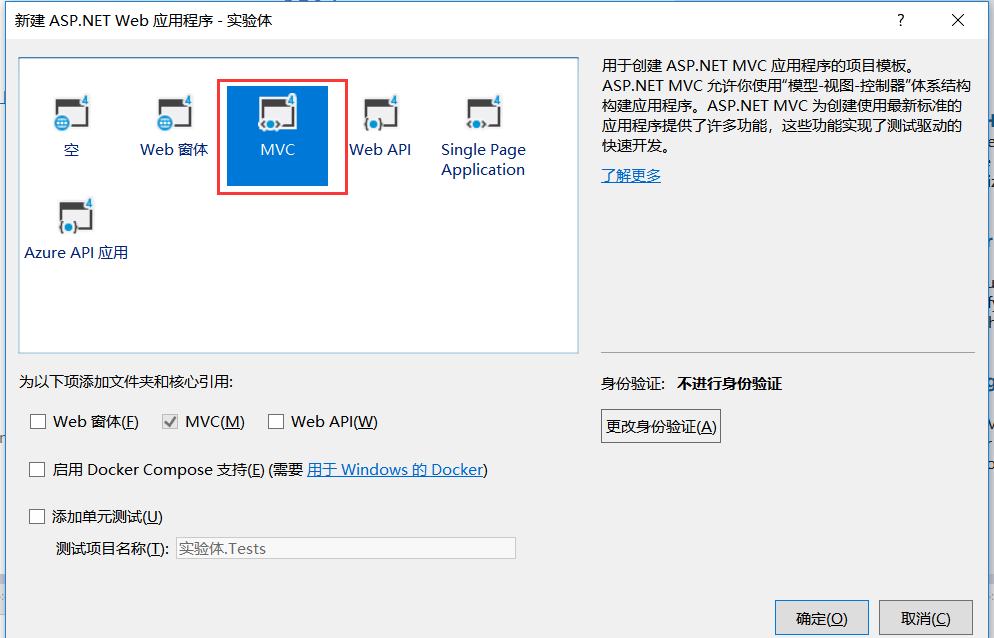 新建 ASP.NET Web 应用程序 - 实验体
?
4
4
4
4
4
空
Web 窗体
MVC
Web API
Single Page
Application
4
Azure API 应用
用于创建 ASP.NET MVC 应用程序的项目模板。
ASP.NET MVC 允许你使用“模型-视图-控制器”体系结构
构建应用程序。ASP.NET MVC 为创建使用最新标准的
应用程序提供了许多功能，这些功能实现了测试驱动的
快速开发。
了解更多
为以下项添加文件夹和核心引用:
Web 窗体(F)
MVC(M)
Web API(W)
启用 Docker Compose 支持(E) (需要 用于 Windows 的 Docker)
添加单元测试(U)
测试项目名称(T): 实验体.Tests
身份验证: 不进行身份验证
更改身份验证(A)
确定(O)
取消(C)